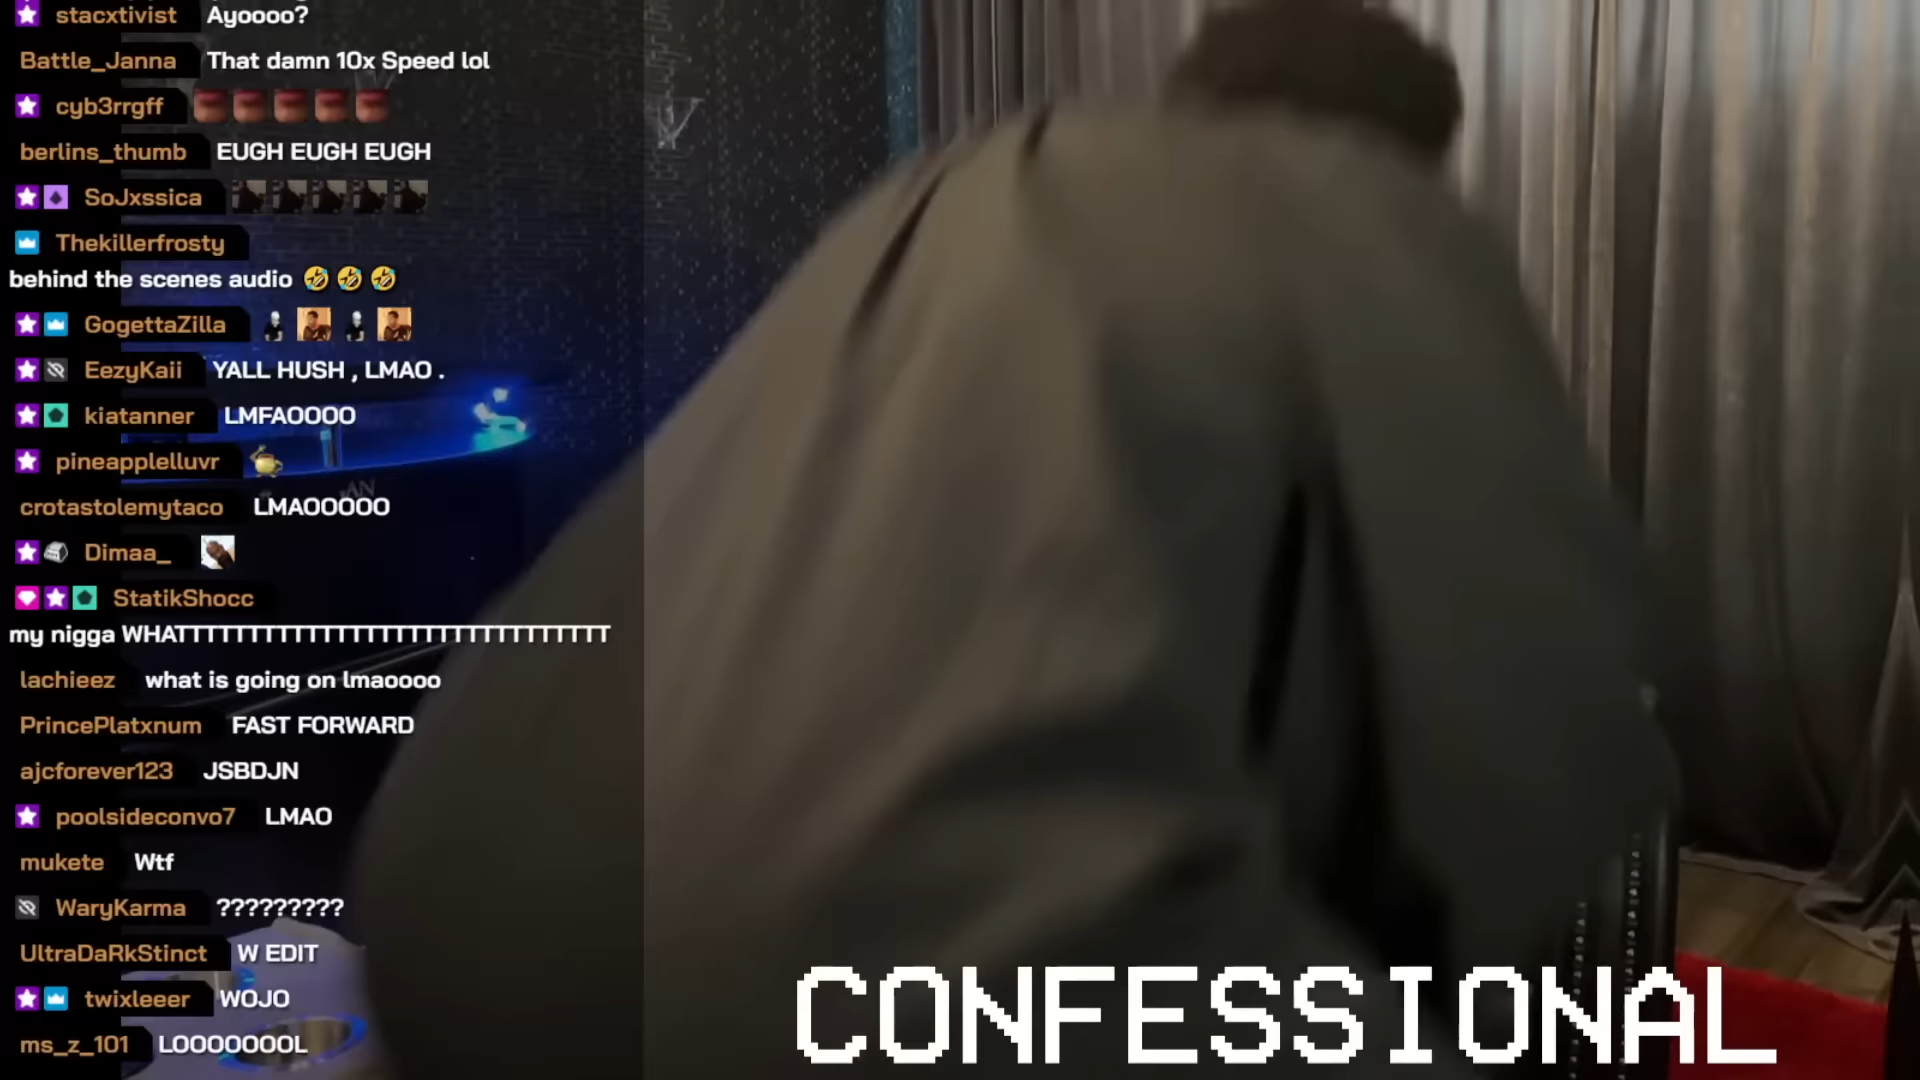 stacxtivist Ayoooo?
Battle_Janna That damn 10x Speed lol
cyb3rrgff
berlins_thumb EUGH EUGH EUGH
SoJxssica
Thekillerfrosty
behind the scenes audio 🤣 🤣 🤣
GogettaZilla
EezyKaii YALL HUSH , LMAO .
kiatanner LMFAOOOO
pineapplelluvr
crotastolemytaco LMAOOOOO
Dimaa_
StatikShocc
my nigga WHATTTTTTTTTTTTTTTTTTTTTTTTTTTTTT
lachieez what is going on lmaoooo
PrincePlatxnum FAST FORWARD
ajcforever123 JSBDJN
poolsideconvo7 LMAO
mukete Wtf
WaryKarma ?????????
UltraDaRkStinct W EDIT
twixleeer WOJO
ms_z_101 LOOOOOOOL
CONFESSIONAL